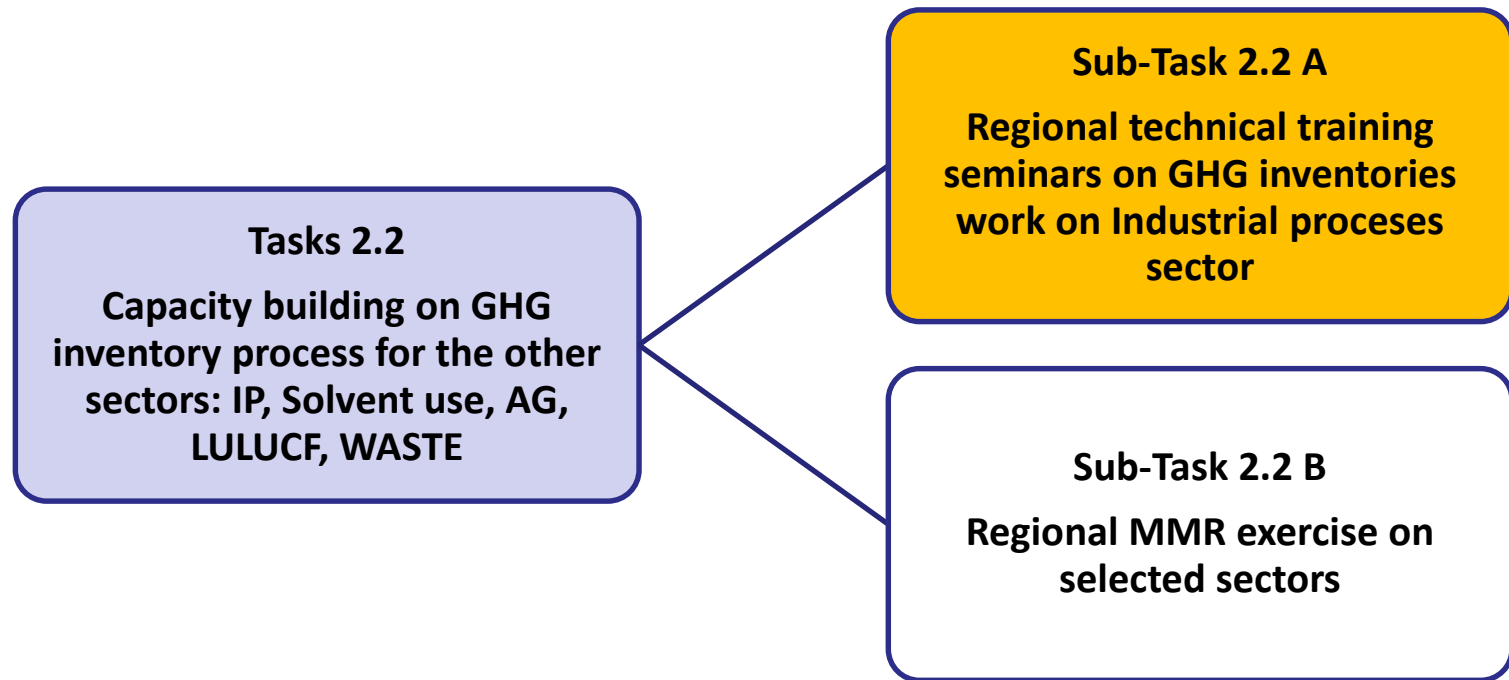 Tasks 2.2
Capacity building on GHG
inventory process for the other
sectors: IP, Solvent use, AG,
LULUCF, WASTE
Sub-Task 2.2 A
Regional technical training
seminars on GHG inventories
work on Industrial proceses
sector
Sub-Task 2.2 B
Regional MMR exercise on
selected sectors